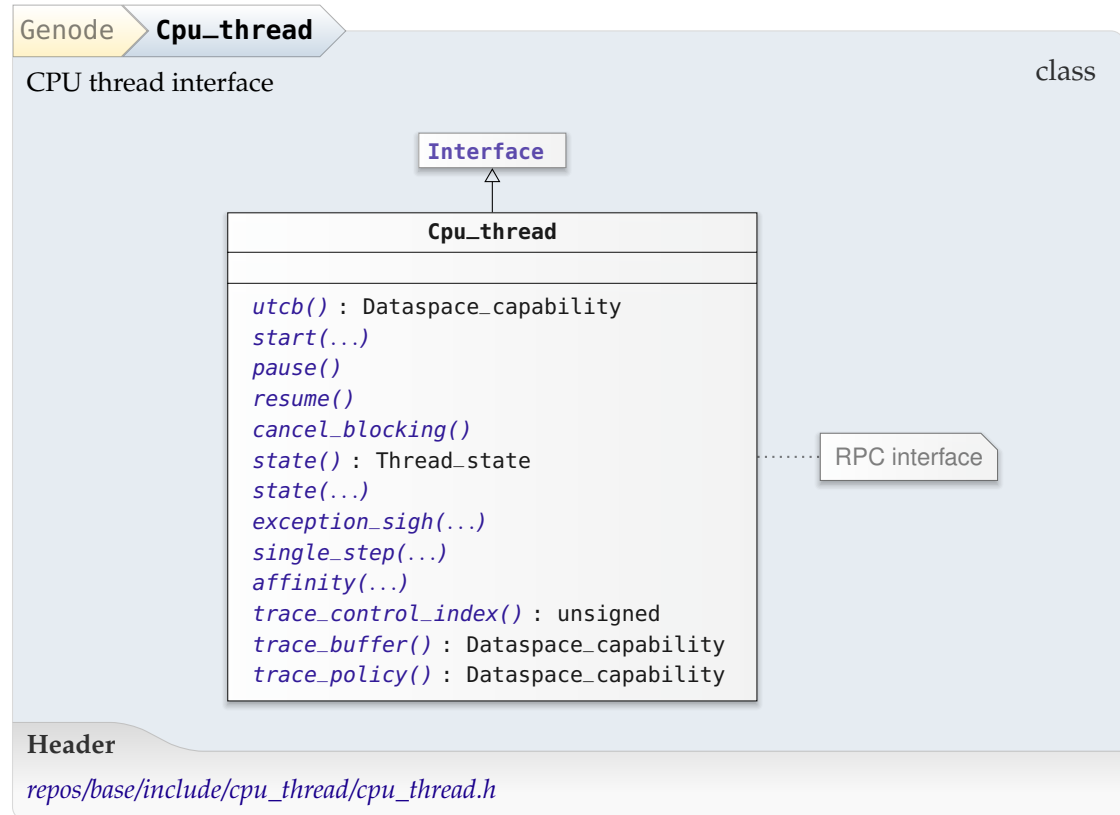 Genode Cpu_thread
CPU thread interface
class
Interface
Cpu_thread
utcb() : Dataspace_capability
start(...)
pause()
resume()
cancel_blocking()
state() : Thread_state
state(...)
exception_sigh(...)
single_step(...)
affinity(...)
trace_control_index() : unsigned
trace_buffer() : Dataspace_capability
trace_policy() : Dataspace_capability
RPC interface
Header
repos/base/include/cpu_thread/cpu_thread.h